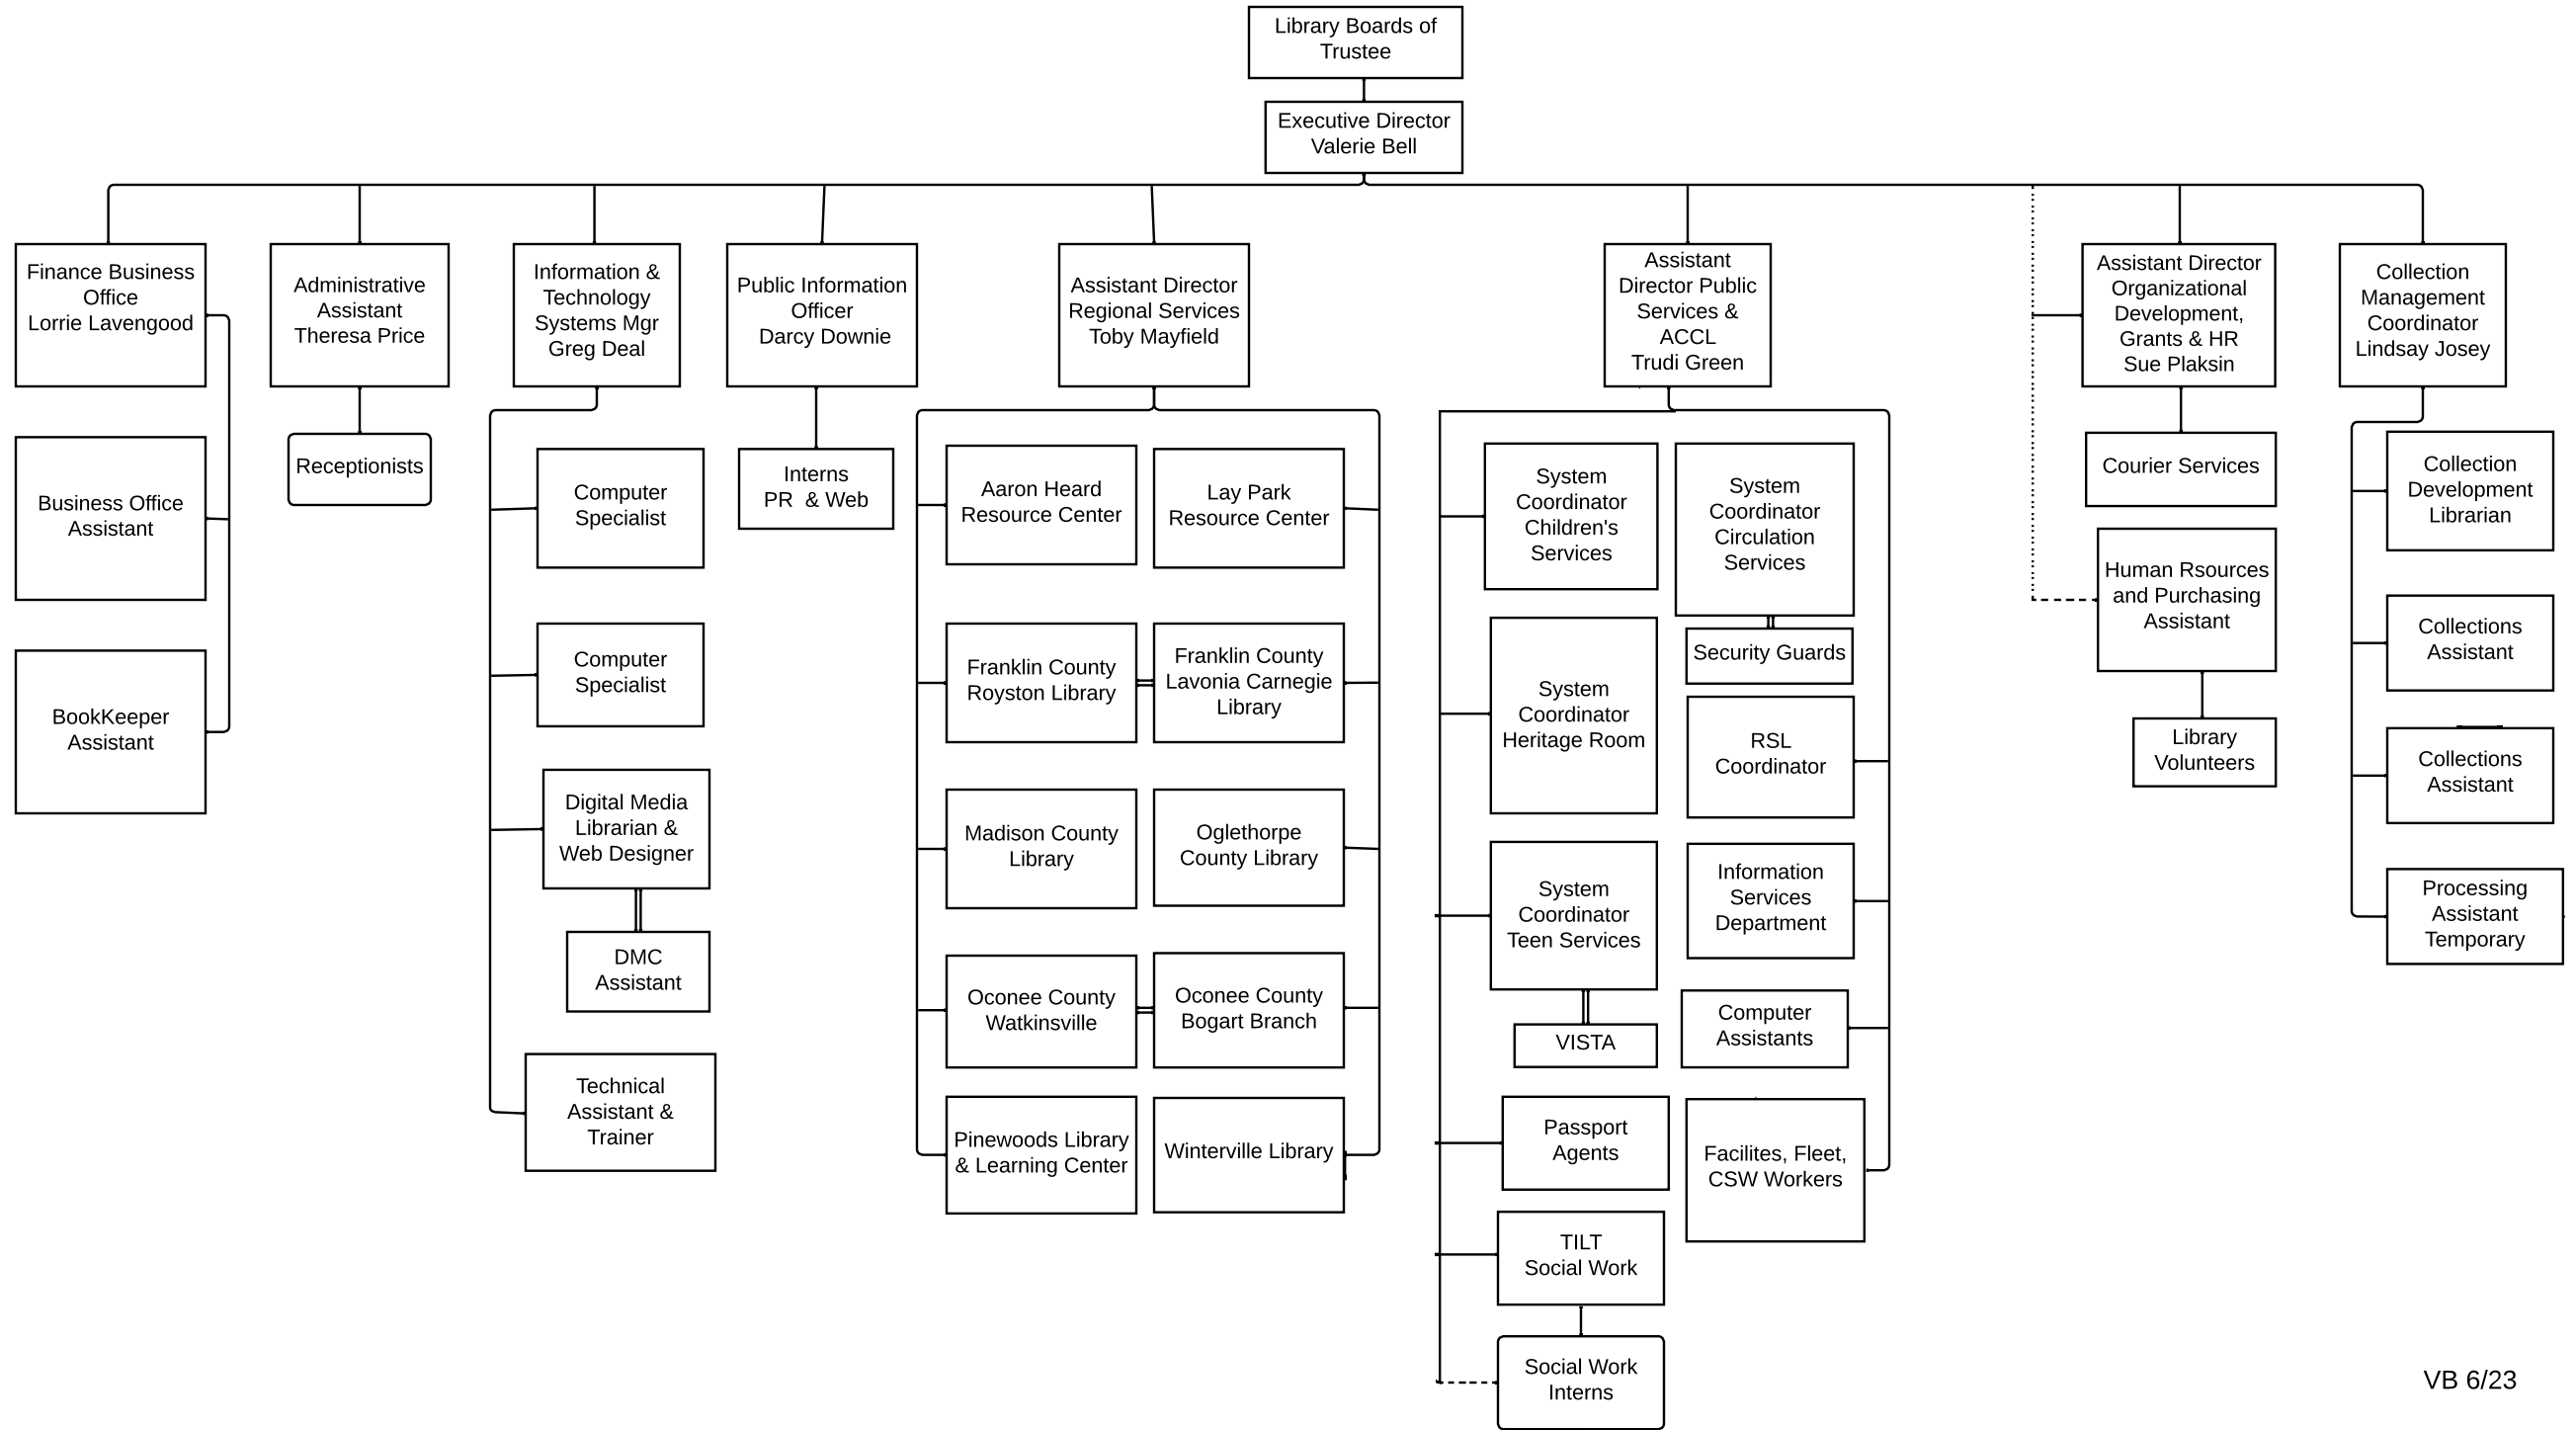 Library Boards of
Trustee
Executive Director
Valerie Bell
Finance Business
Office
Lorrie Lavengood
Administrative
Assistant
Theresa Price
Information &
Technology
Systems Mgr
Greg Deal
Public Information
Officer
Darcy Downie
Assistant Director
Regional Services
Toby Mayfield
Assistant
Director Public
Services &
ACCL
Trudi Green
Assistant Director
Organizational
Development,
Grants & HR
Sue Plaksin
Collection
Management
Coordinator
Lindsay Josey
Business Office
Assistant
BookKeeper
Assistant
Receptionists
Computer
Specialist
Computer
Specialist
Digital Media
Librarian &
Web Designer
DMC
Assistant
Technical
Assistant &
Trainer
Interns
PR  & Web
Aaron Heard
Resource Center
Lay Park
Resource Center
Franklin County
Royston Library
Franklin County
Lavonia Carnegie
Library
Madison County
Library
Oglethorpe
County Library
Oconee County
Watkinsville
Oconee County
Bogart Branch
Pinewoods Library
& Learning Center
Winterville Library
System
Coordinator
Children's
Services
System
Coordinator
Circulation
Services
Security Guards
System
Coordinator
Heritage Room
RSL
Coordinator
System
Coordinator
Teen Services
Information
Services
Department
VISTA
Computer
Assistants
Passport
Agents
Facilites, Fleet,
CSW Workers
TILT
Social Work
Social Work
Interns
Courier Services
Human Rsources
and Purchasing
Assistant
Library
Volunteers
Collection
Development
Librarian
Collections
Assistant
Collections
Assistant
Processing
Assistant
Temporary
VB 6/23